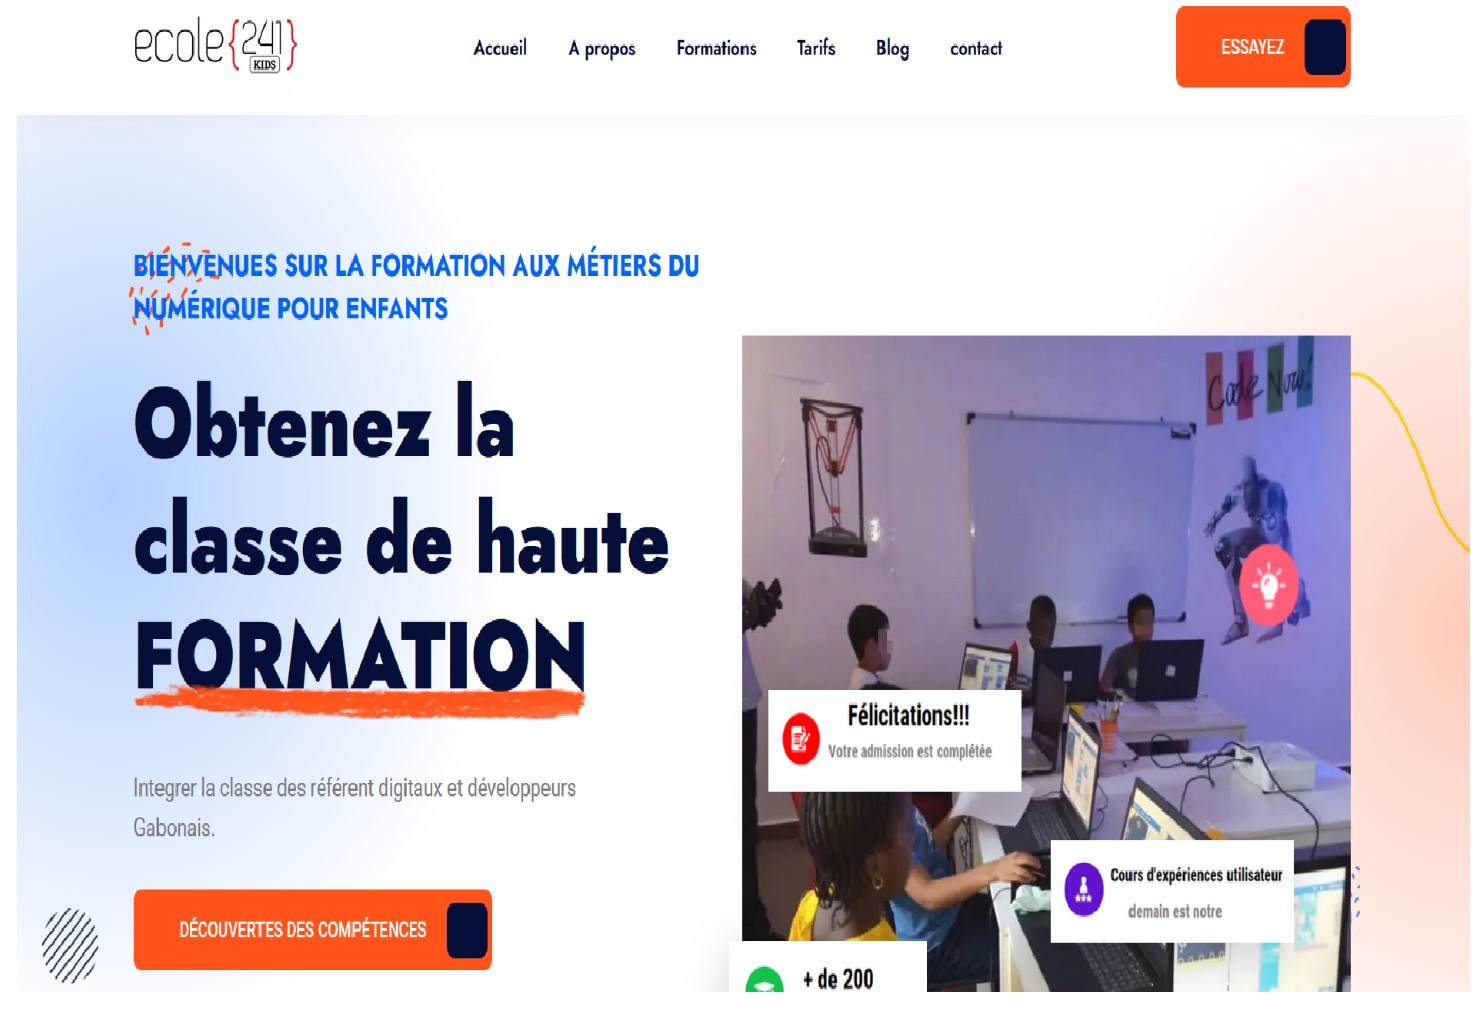 ecole{241}
KIDS
Accueil
A propos
Formations
Tarifs
Blog
contact
ESSAYEZ
BIENVENUES SUR LA FORMATION AUX MÉTIERS DU
NUMÉRIQUE POUR ENFANTS
Obtenez la
classe de haute
FORMATION
Integrer la classe des référent digitaux et développeurs
Gabonais.
DÉCOUVERTES DES COMPÉTENCES
Code Now!
Félicitations!!!
Votre admission est complétée
Cours d'expériences utilisateur
demain est notre
+ de 200